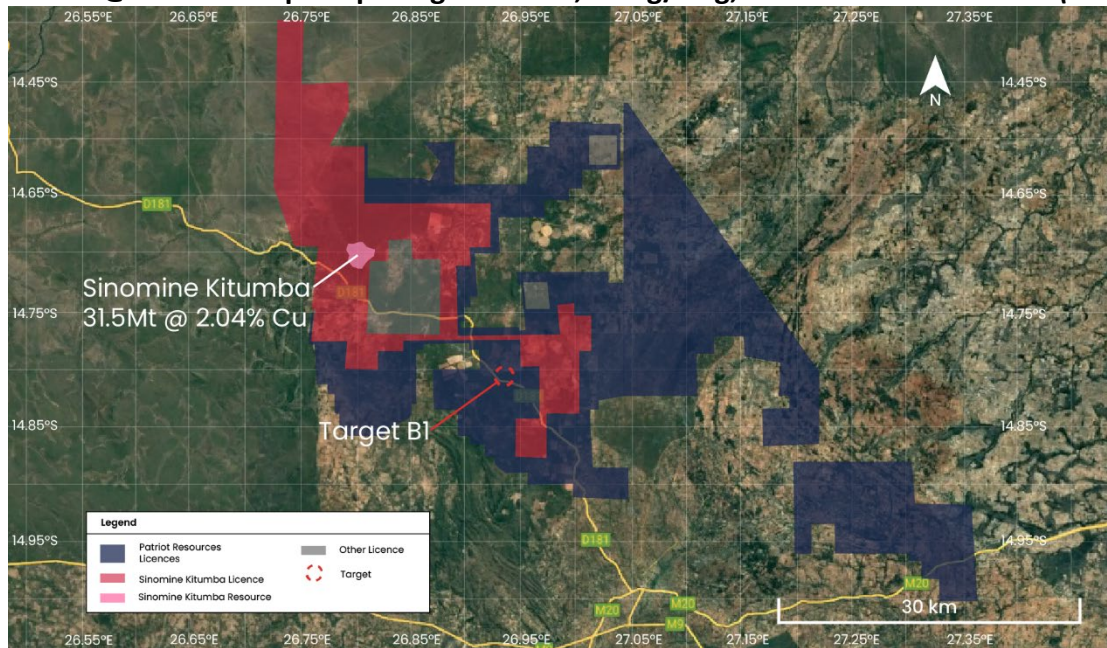 26.55°E 26.65°E 26.75°E 26.85°E 26.95°E 27.05°E 27.15°E 27.25°E 27.35°E
14.45°S 14.45°S
N
14.65°S 14.65°S
D181
Sinomine Kitumba
31.5Mt @ 2.04% Cu
D181
14.75°S 14.75°S
Target B1
14.85°S 14.85°S
Legend
Patriot Resources
Licences
Other Licence
Sinomine Kitumba Licence
Target
Sinomine Kitumba Resource
D181
14.95°S 14.95°S
M20
M20
M20
M9
30 km
26.55°E 26.65°E 26.75°E 26.85°E 26.95°E 27.05°E 27.15°E 27.25°E 27.35°E